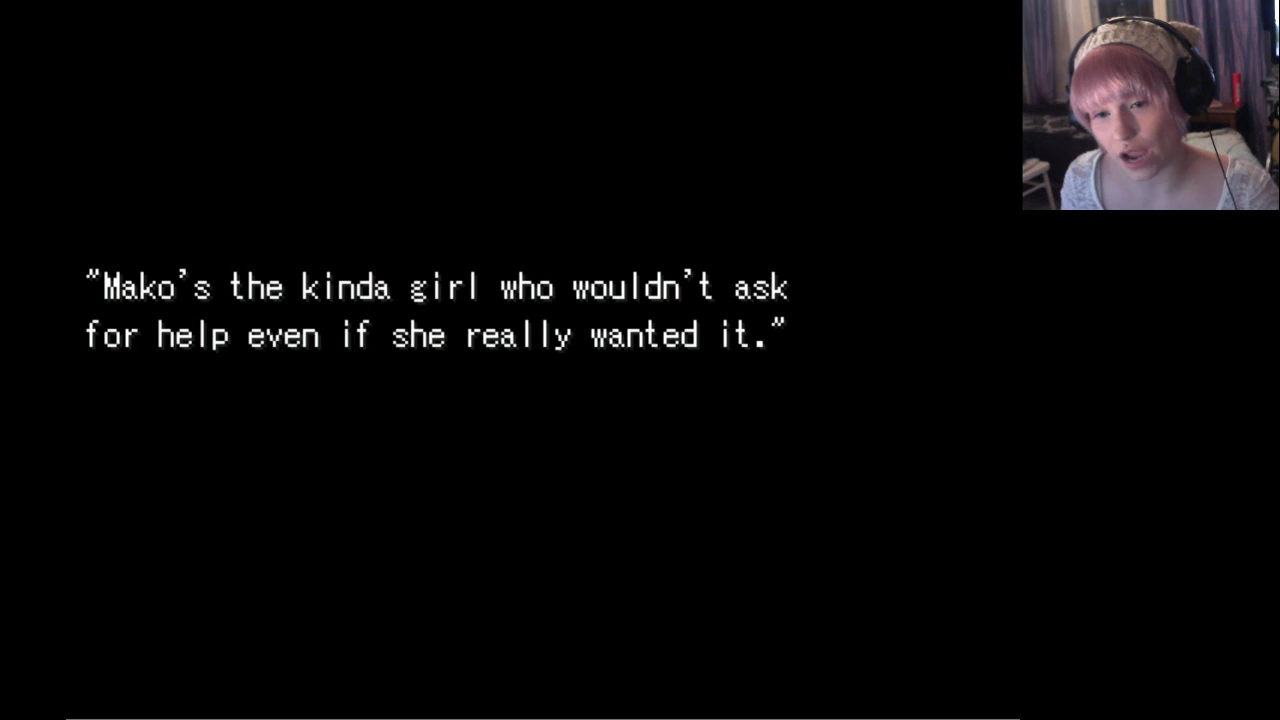 "Mako's the kinda girl who wouldn't ask
for help even if she really wanted it."